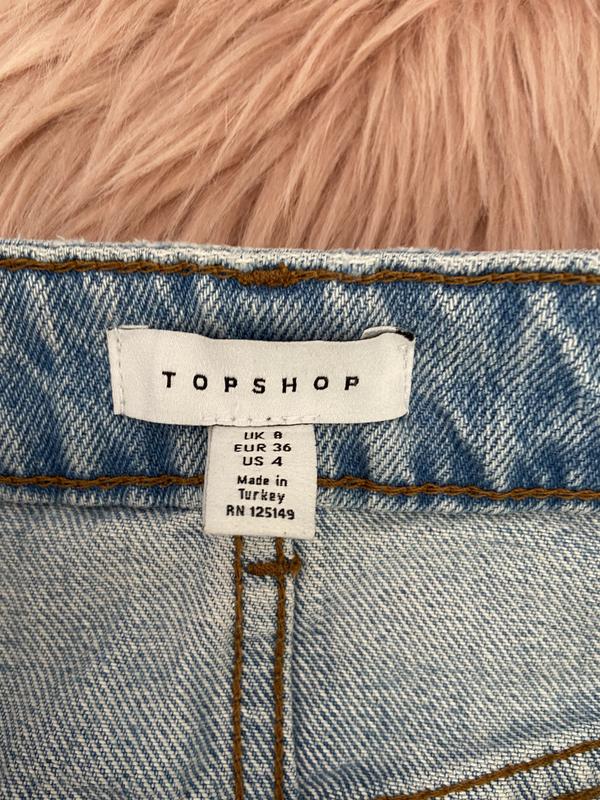 TOPSHOP
UK 8
EUR 36
US 4
Made in
Turkey
RN 125149